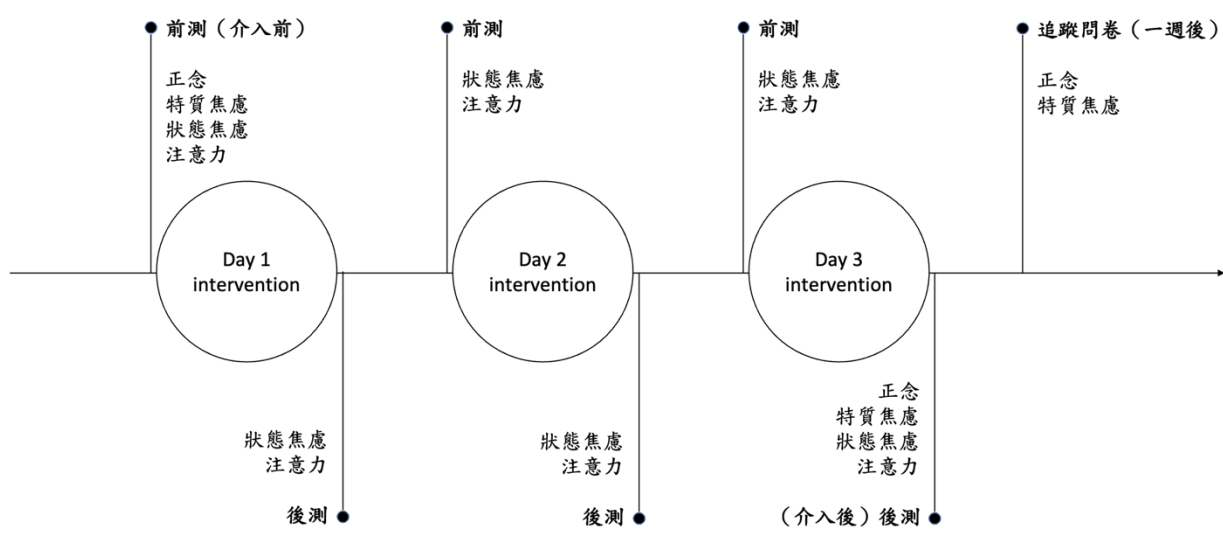 前測（介入前）
正念
特質焦慮
狀態焦慮
注意力
前測
狀態焦慮
注意力
前測
狀態焦慮
注意力
追蹤問卷（一週後）
正念
特質焦慮
Day 1
intervention
Day 2
intervention
Day 3
intervention
狀態焦慮
注意力
後測
狀態焦慮
注意力
後測
正念
特質焦慮
狀態焦慮
注意力
（介入後）後測